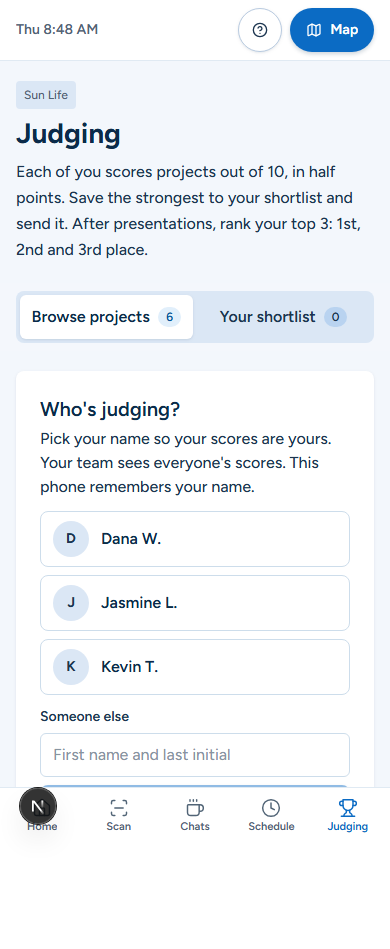 Thu 8:48 AM
Map
Sun Life
Judging
Each of you scores projects out of 10, in half
points. Save the strongest to your shortlist and
send it. After presentations, rank your top 3: 1st,
2nd and 3rd place.
Browse projects 6
Your shortlist 0
Who's judging?
Pick your name so your scores are yours.
Your team sees everyone's scores. This
phone remembers your name.
D Dana W.
J Jasmine L.
K Kevin T.
Someone else
First name and last initial
N
Home
Scan
Chats
Schedule
Judging